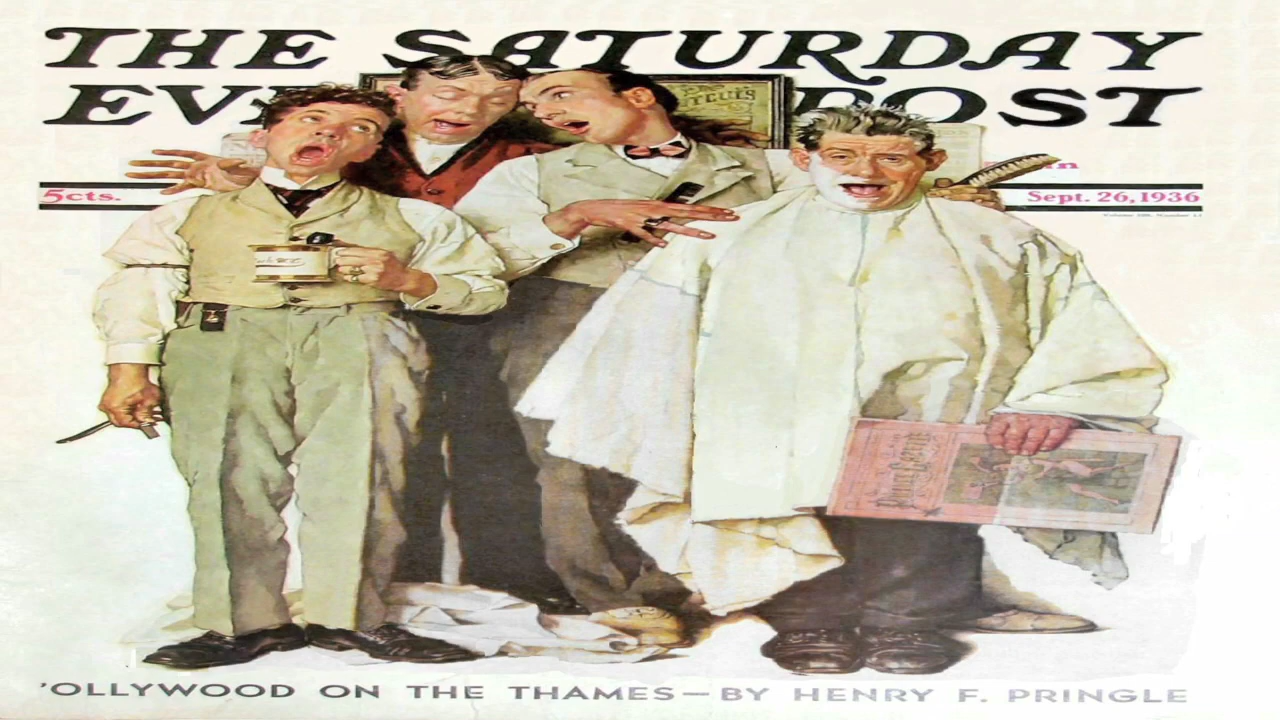 THE SATURDAY
EV POST
5cts.
Sept. 26, 1936
'OLLYWOOD ON THE THAMES—BY HENRY F. PRINGLE